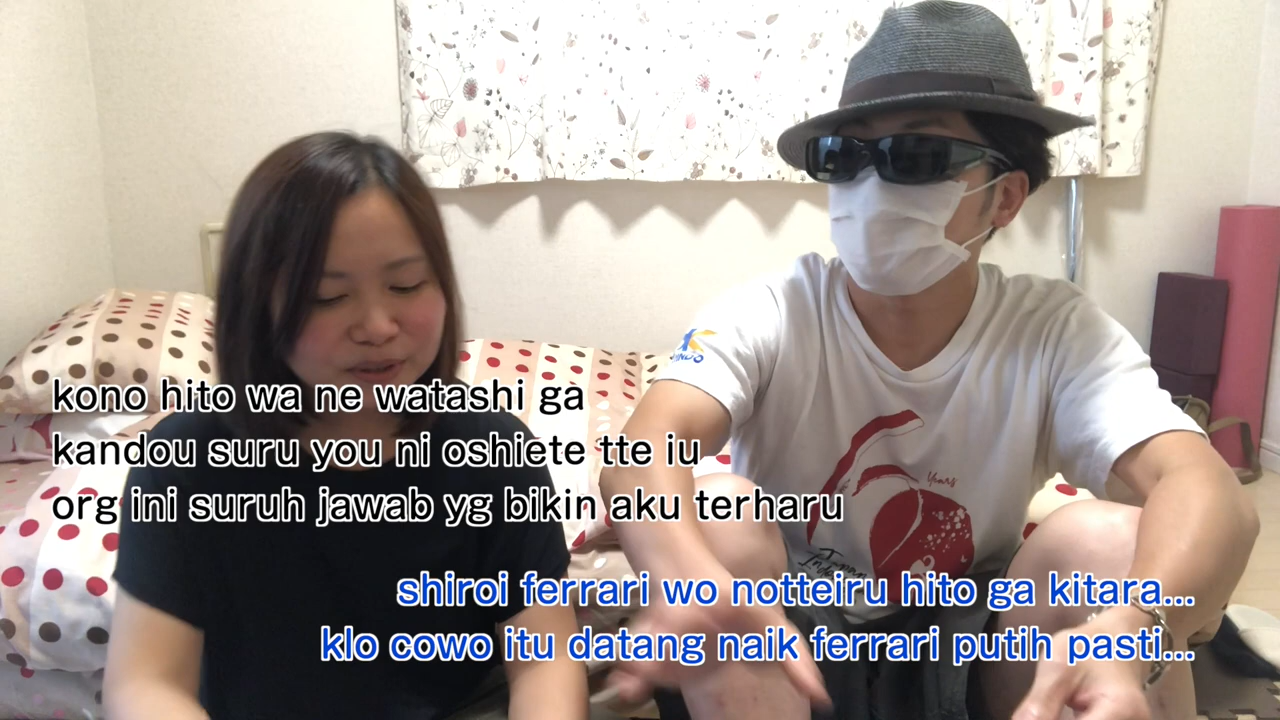 kono hito wa ne watashi ga
kandou suru you ni oshiete tte iu
org ini suruh jawab yg bikin aku terharu
shiroi ferrari wo notteiru hito ga kitara...
klo cowo itu datang naik ferrari putih pasti...
Years